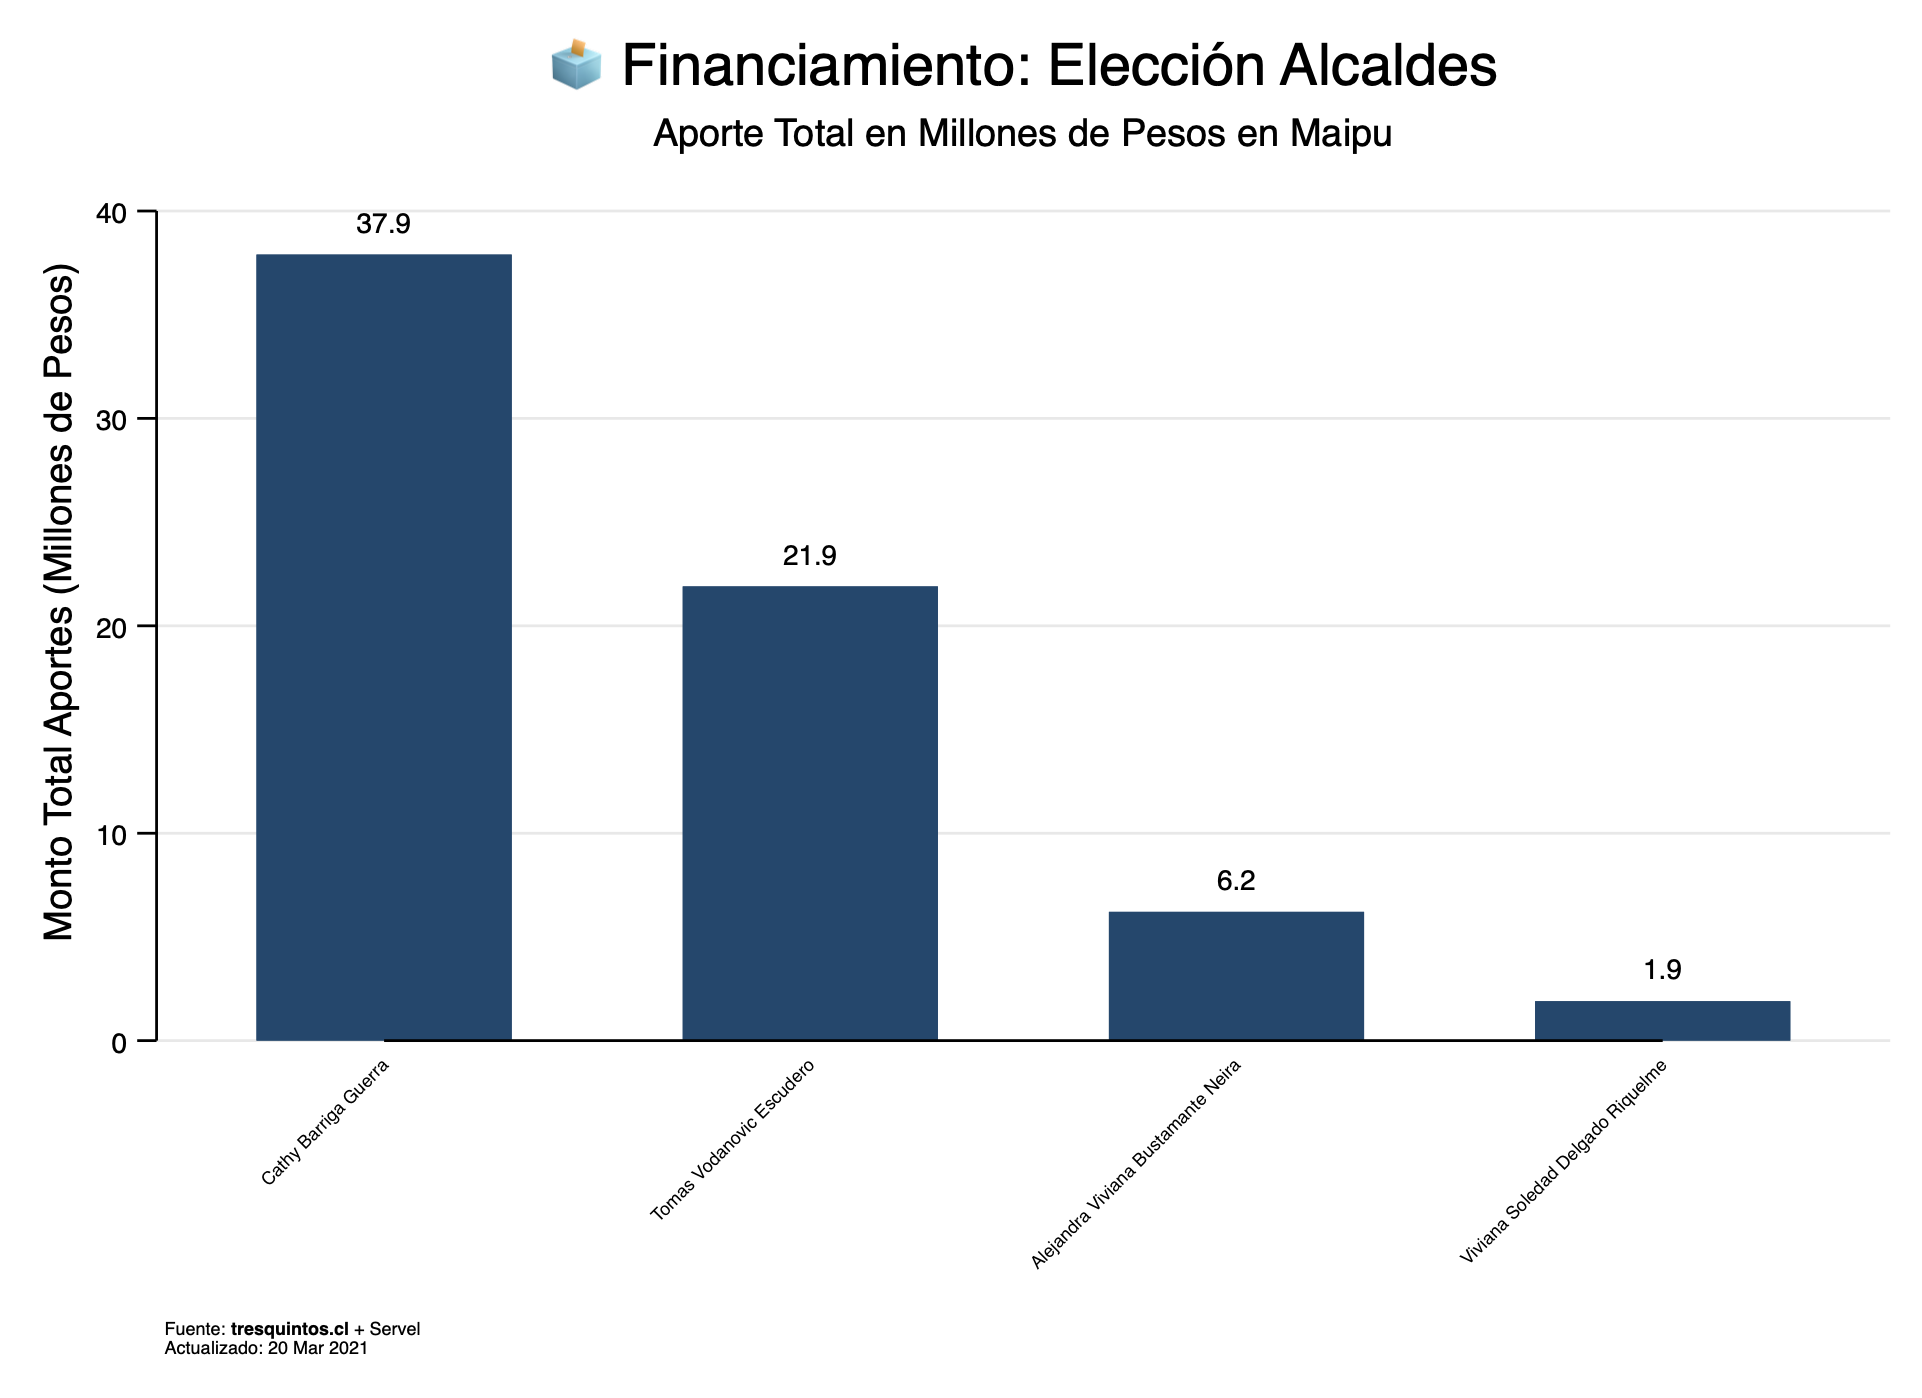 Financiamiento: Elección Alcaldes
Aporte Total en Millones de Pesos en Maipu
Monto Total Aportes (Millones de Pesos)
40
30
20
10
0
37.9
21.9
6.2
1.9
Cathy Barriga Guerra
Tomas Vodanovic Escudero
Alejandra Viviana Bustamante Neira
Viviana Soledad Delgado Riquelme
Fuente: tresquintos.cl + Servel
Actualizado: 20 Mar 2021